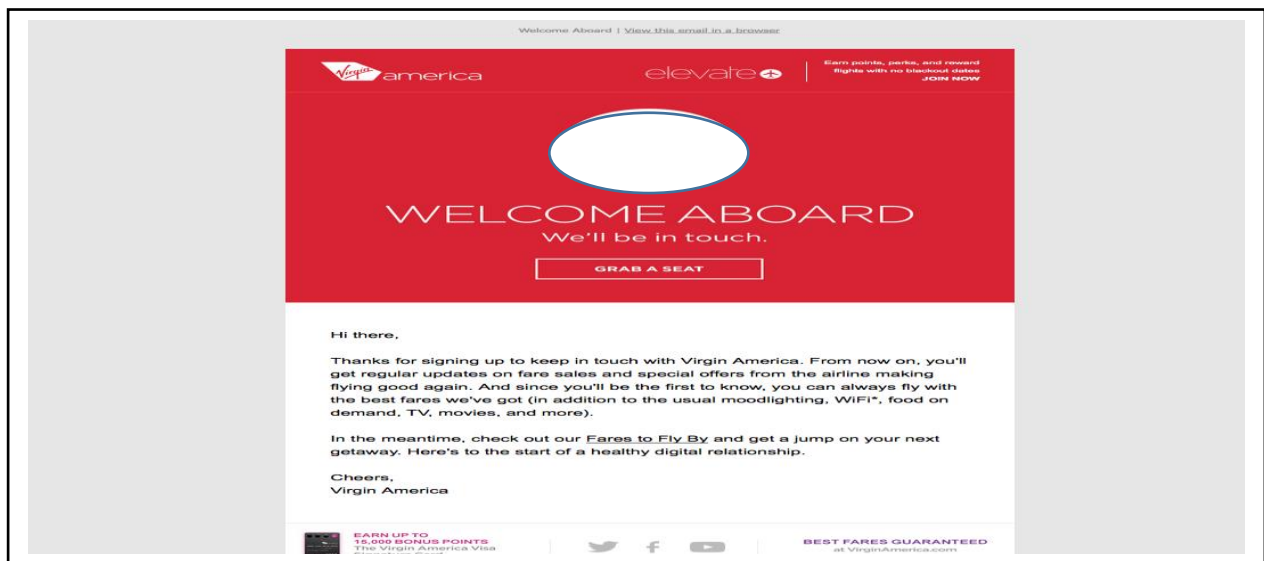 Welcome Aboard | View this email in a browser
Virgin america
elevate
Earn points, perks, and reward
flights with no blackout dates
JOIN NOW
WELCOME ABOARD
We'll be in touch.
GRAB A SEAT
Hi there,
Thanks for signing up to keep in touch with Virgin America. From now on, you'll
get regular updates on fare sales and special offers from the airline making
flying good again. And since you'll be the first to know, you can always fly with
the best fares we've got (in addition to the usual moodlighting, WiFi*, food on
demand, TV, movies, and more).
In the meantime, check out our Fares to Fly By and get a jump on your next
getaway. Here's to the start of a healthy digital relationship.
Cheers,
Virgin America
EARN UP TO
15,000 BONUS POINTS
The Virgin America Visa
BEST FARES GUARANTEED
at VirginAmerica.com